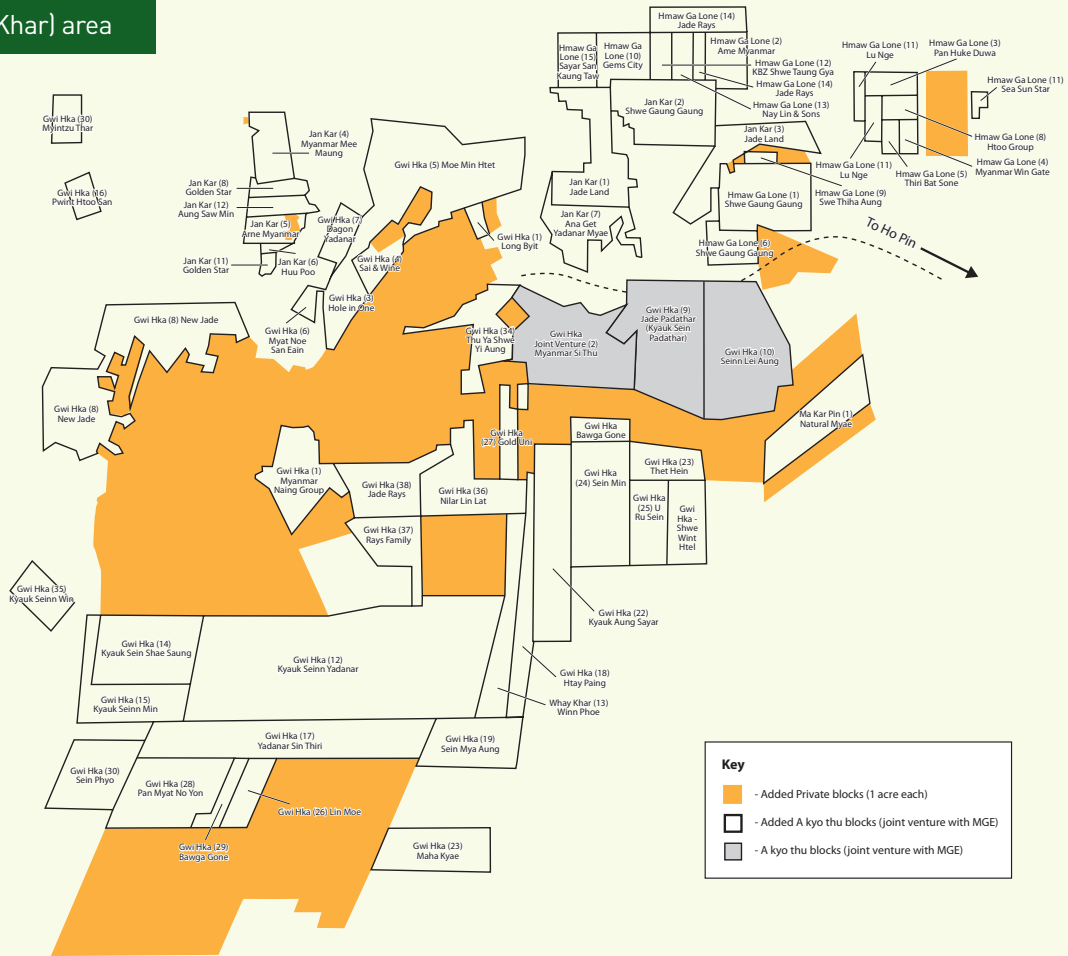 Khar) area
Hmaw Ga Lone (14)
Jade Rays
Hmaw Ga
Lone (15)
Sayar San
Kaung Taw
Hmaw Ga
Lone (10)
Gems City
Hmaw Ga Lone (2)
Ame Myanmar
Hmaw Ga Lone (12)
KBZ Shwe Taung Gya
Hmaw Ga Lone (14)
Jade Rays
Hmaw Ga Lone (13)
Nay Lin & Sons
Hmaw Ga Lone (11)
Lu Nge
Hmaw Ga Lone (3)
Pan Huke Duwa
Hmaw Ga Lone (11)
Sea Sun Star
Hmaw Ga Lone (8)
Htoo Group
Hmaw Ga Lone (4)
Myanmar Win Gate
Hmaw Ga Lone (5)
Thiri Bat Sone
Hmaw Ga Lone (11)
Lu Nge
Jan Kar (2)
Shwe Gaung Gaung
Jan Kar (3)
Jade Land
Hmaw Ga Lone (9)
Swe Thiha Aung
Hmaw Ga Lone (1)
Shwe Gaung Gaung
Hmaw Ga Lone (6)
Shwe Gaung Gaung
To Ho Pin
Jan Kar (1)
Jade Land
Jan Kar (7)
Ana Get
Yadanar Myae
Gwi Hka (30)
Myintzu Thar
Gwi Hka (16)
Pwint Htoo San
Jan Kar (4)
Myanmar Mee
Maung
Jan Kar (8)
Golden Star
Jan Kar (12)
Aung Saw Min
Jan Kar (5)
Ame Myanmar
Jan Kar (11)
Golden Star
Jan Kar (6)
Huu Poo
Gwi Hka (5) Moe Min Htet
Gwi Hka (7)
Dagon
Yadanar
Gwi Hka (4)
Sai & Wine
Gwi Hka (1)
Long Byit
Gwi Hka (3)
Hole in One
Gwi Hka (6)
Myat Noe
San Eain
Gwi Hka (34)
Thu Ya Shwe
Yi Aung
Gwi Hka
Joint Venture (2)
Myanmar Si Thu
Gwi Hka (9)
Jade Padathar
(Kyauk Sein
Padathar)
Gwi Hka (10)
Seinn Lei Aung
Gwi Hka (8) New Jade
Gwi Hka (8)
New Jade
Ma Kar Pin (1)
Natural Myae
Gwi Hka
(27) Gold Uni
Gwi Hka
Bawga Gone
Gwi Hka
(24) Sein Min
Gwi Hka (23)
Thet Hein
Gwi Hka
(25) U
Ru Sein
Gwi
Hka -
Shwe
Wint
Htel
Gwi Hka (1)
Myanmar
Naing Group
Gwi Hka (38)
Jade Rays
Gwi Hka (36)
Nilar Lin Lat
Gwi Hka (37)
Rays Family
Gwi Hka (35)
Kyauk Seinn Win
Gwi Hka (22)
Kyauk Aung Sayar
Gwi Hka (14)
Kyauk Sein Shae Saung
Gwi Hka (12)
Kyauk Seinn Yadanar
Gwi Hka (18)
Htay Paing
Gwi Hka (15)
Kyauk Seinn Min
Whay Khar (13)
Winn Phoe
Gwi Hka (17)
Yadanar Sin Thiri
Gwi Hka (19)
Sein Mya Aung
Gwi Hka (30)
Sein Phyo
Gwi Hka (28)
Pan Myat No Yon
Gwi Hka (26) Lin Moe
Gwi Hka (29)
Bawga Gone
Gwi Hka (23)
Maha Kyae
Key
- Added Private blocks (1 acre each)
- Added A kyo thu blocks (joint venture with MGE)
- A kyo thu blocks (joint venture with MGE)